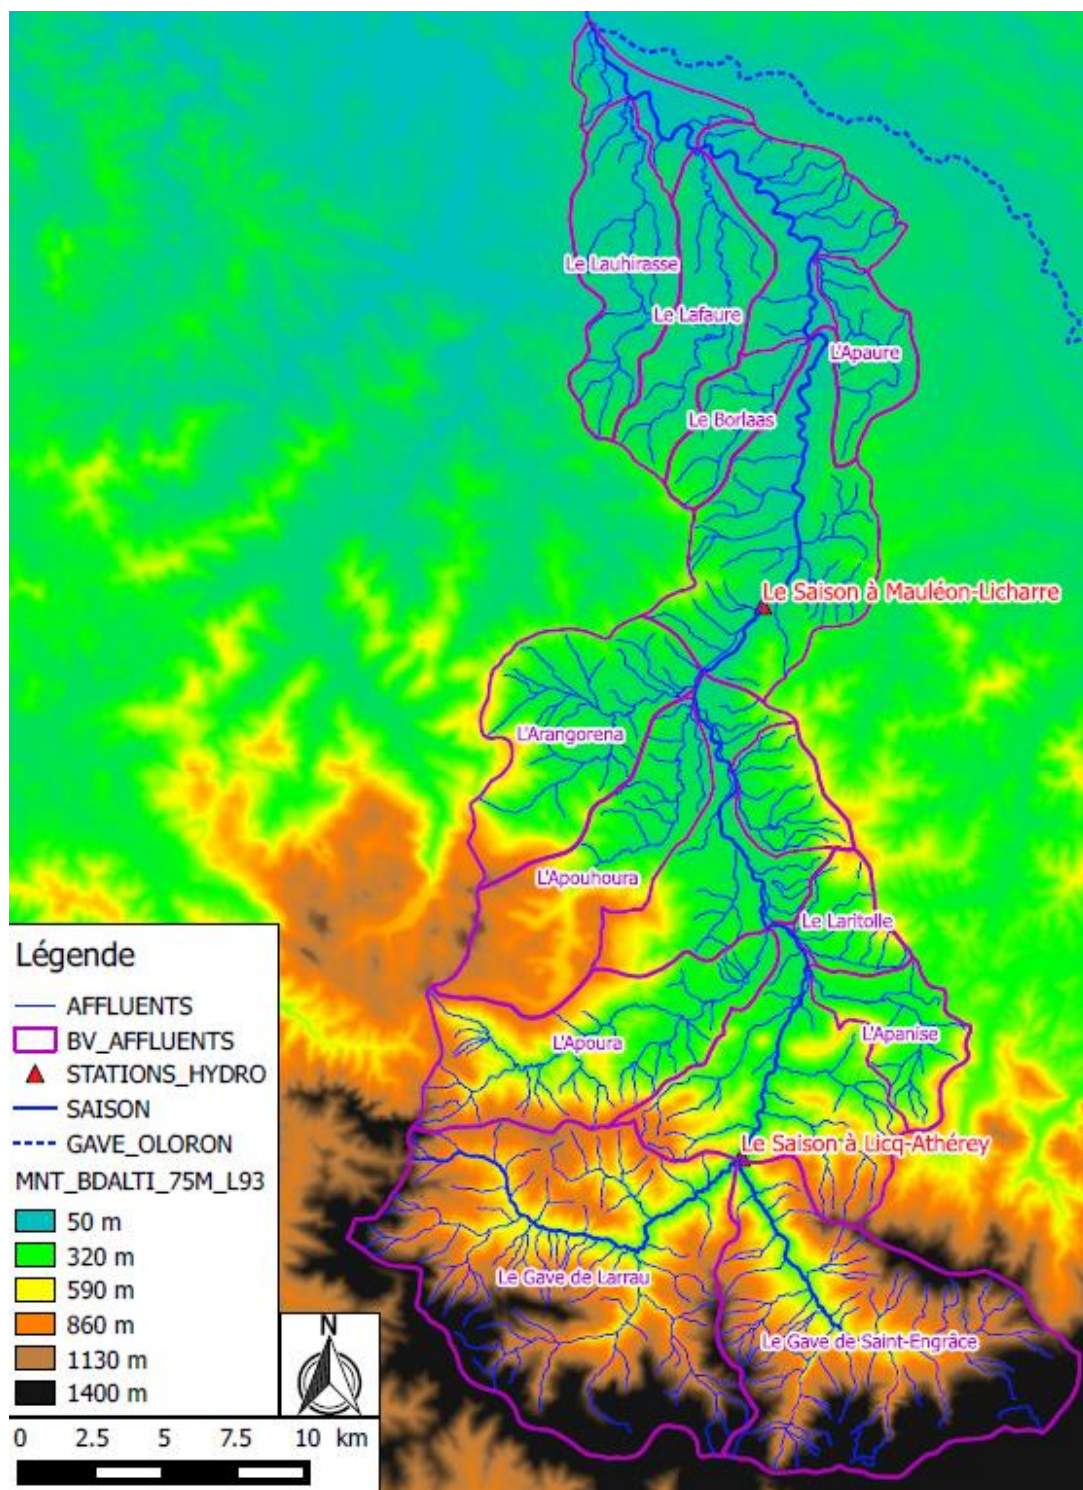 Le Lauhirasse
Le Lafaure
L'Apaure
Le Borlaas
Le Saison à Mauléon-Licharre
L'Arangorena
L'Apouhoura
Le Laritolle
L'Apoura
L'Apanise
Le Saison à Licq-Athérey
Le Gave de Larrau
Le Gave de Saint-Engrâce
Légende
AFFLUENTS
BV_AFFLUENTS
STATIONS_HYDRO
SAISON
GAVE_OLORON
MNT_BDALTI_75M_L93
50 m
320 m
590 m
860 m
1130 m
1400 m
N
0 2.5 5 7.5 10 km